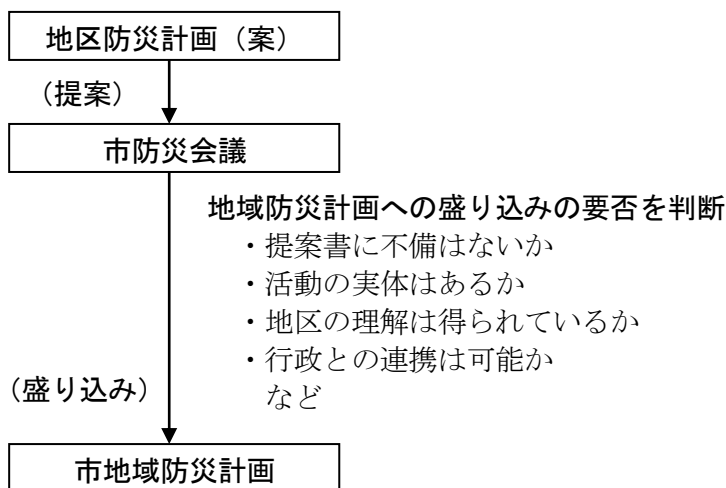 地区防災計画（案）
（提案）
市防災会議
地域防災計画への盛り込みの要否を判断
・提案書に不備はないか
・活動の実体はあるか
・地区の理解は得られているか
・行政との連携は可能か
など
（盛り込み）
市地域防災計画